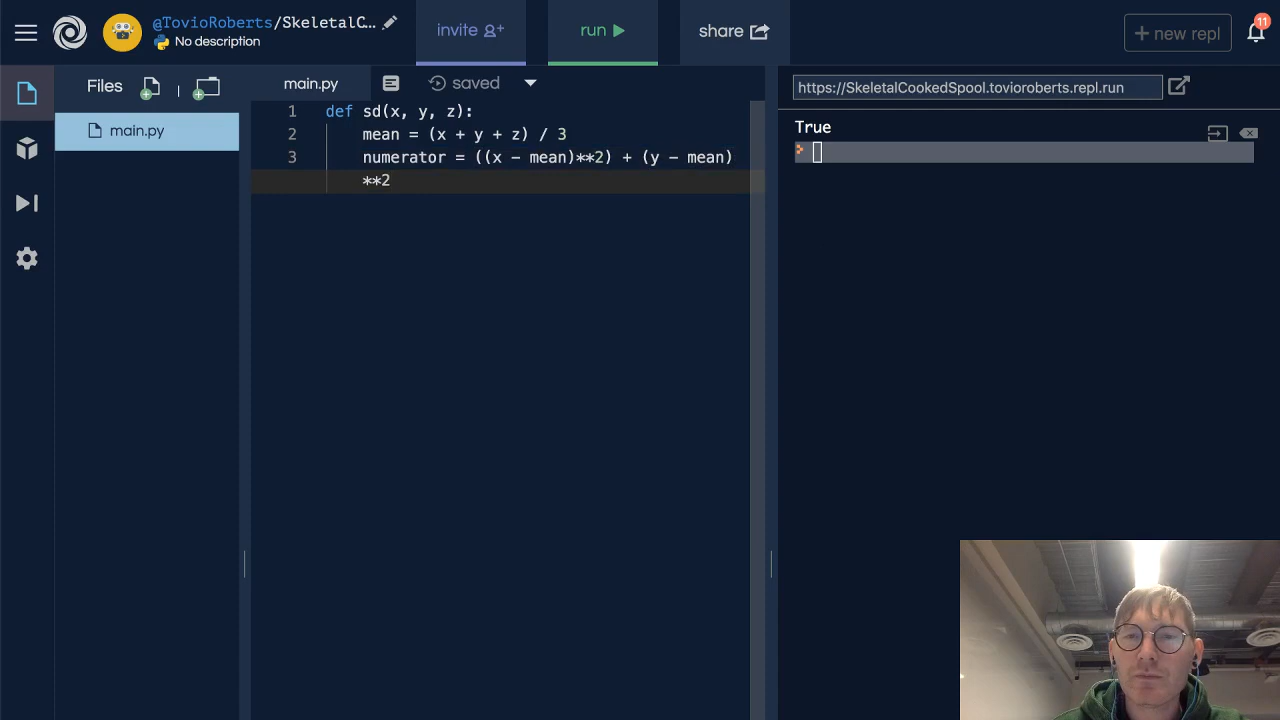 @TovioRoberts/SkeletalC...
No description
invite
run
share
+ new repl
11
Files
main.py
saved
https://SkeletalCookedSpool.tovioroberts.repl.run
main.py
1 def sd(x, y, z):
2 mean = (x + y + z) / 3
3 numerator = ((x - mean)**2) + (y - mean)
**2
True